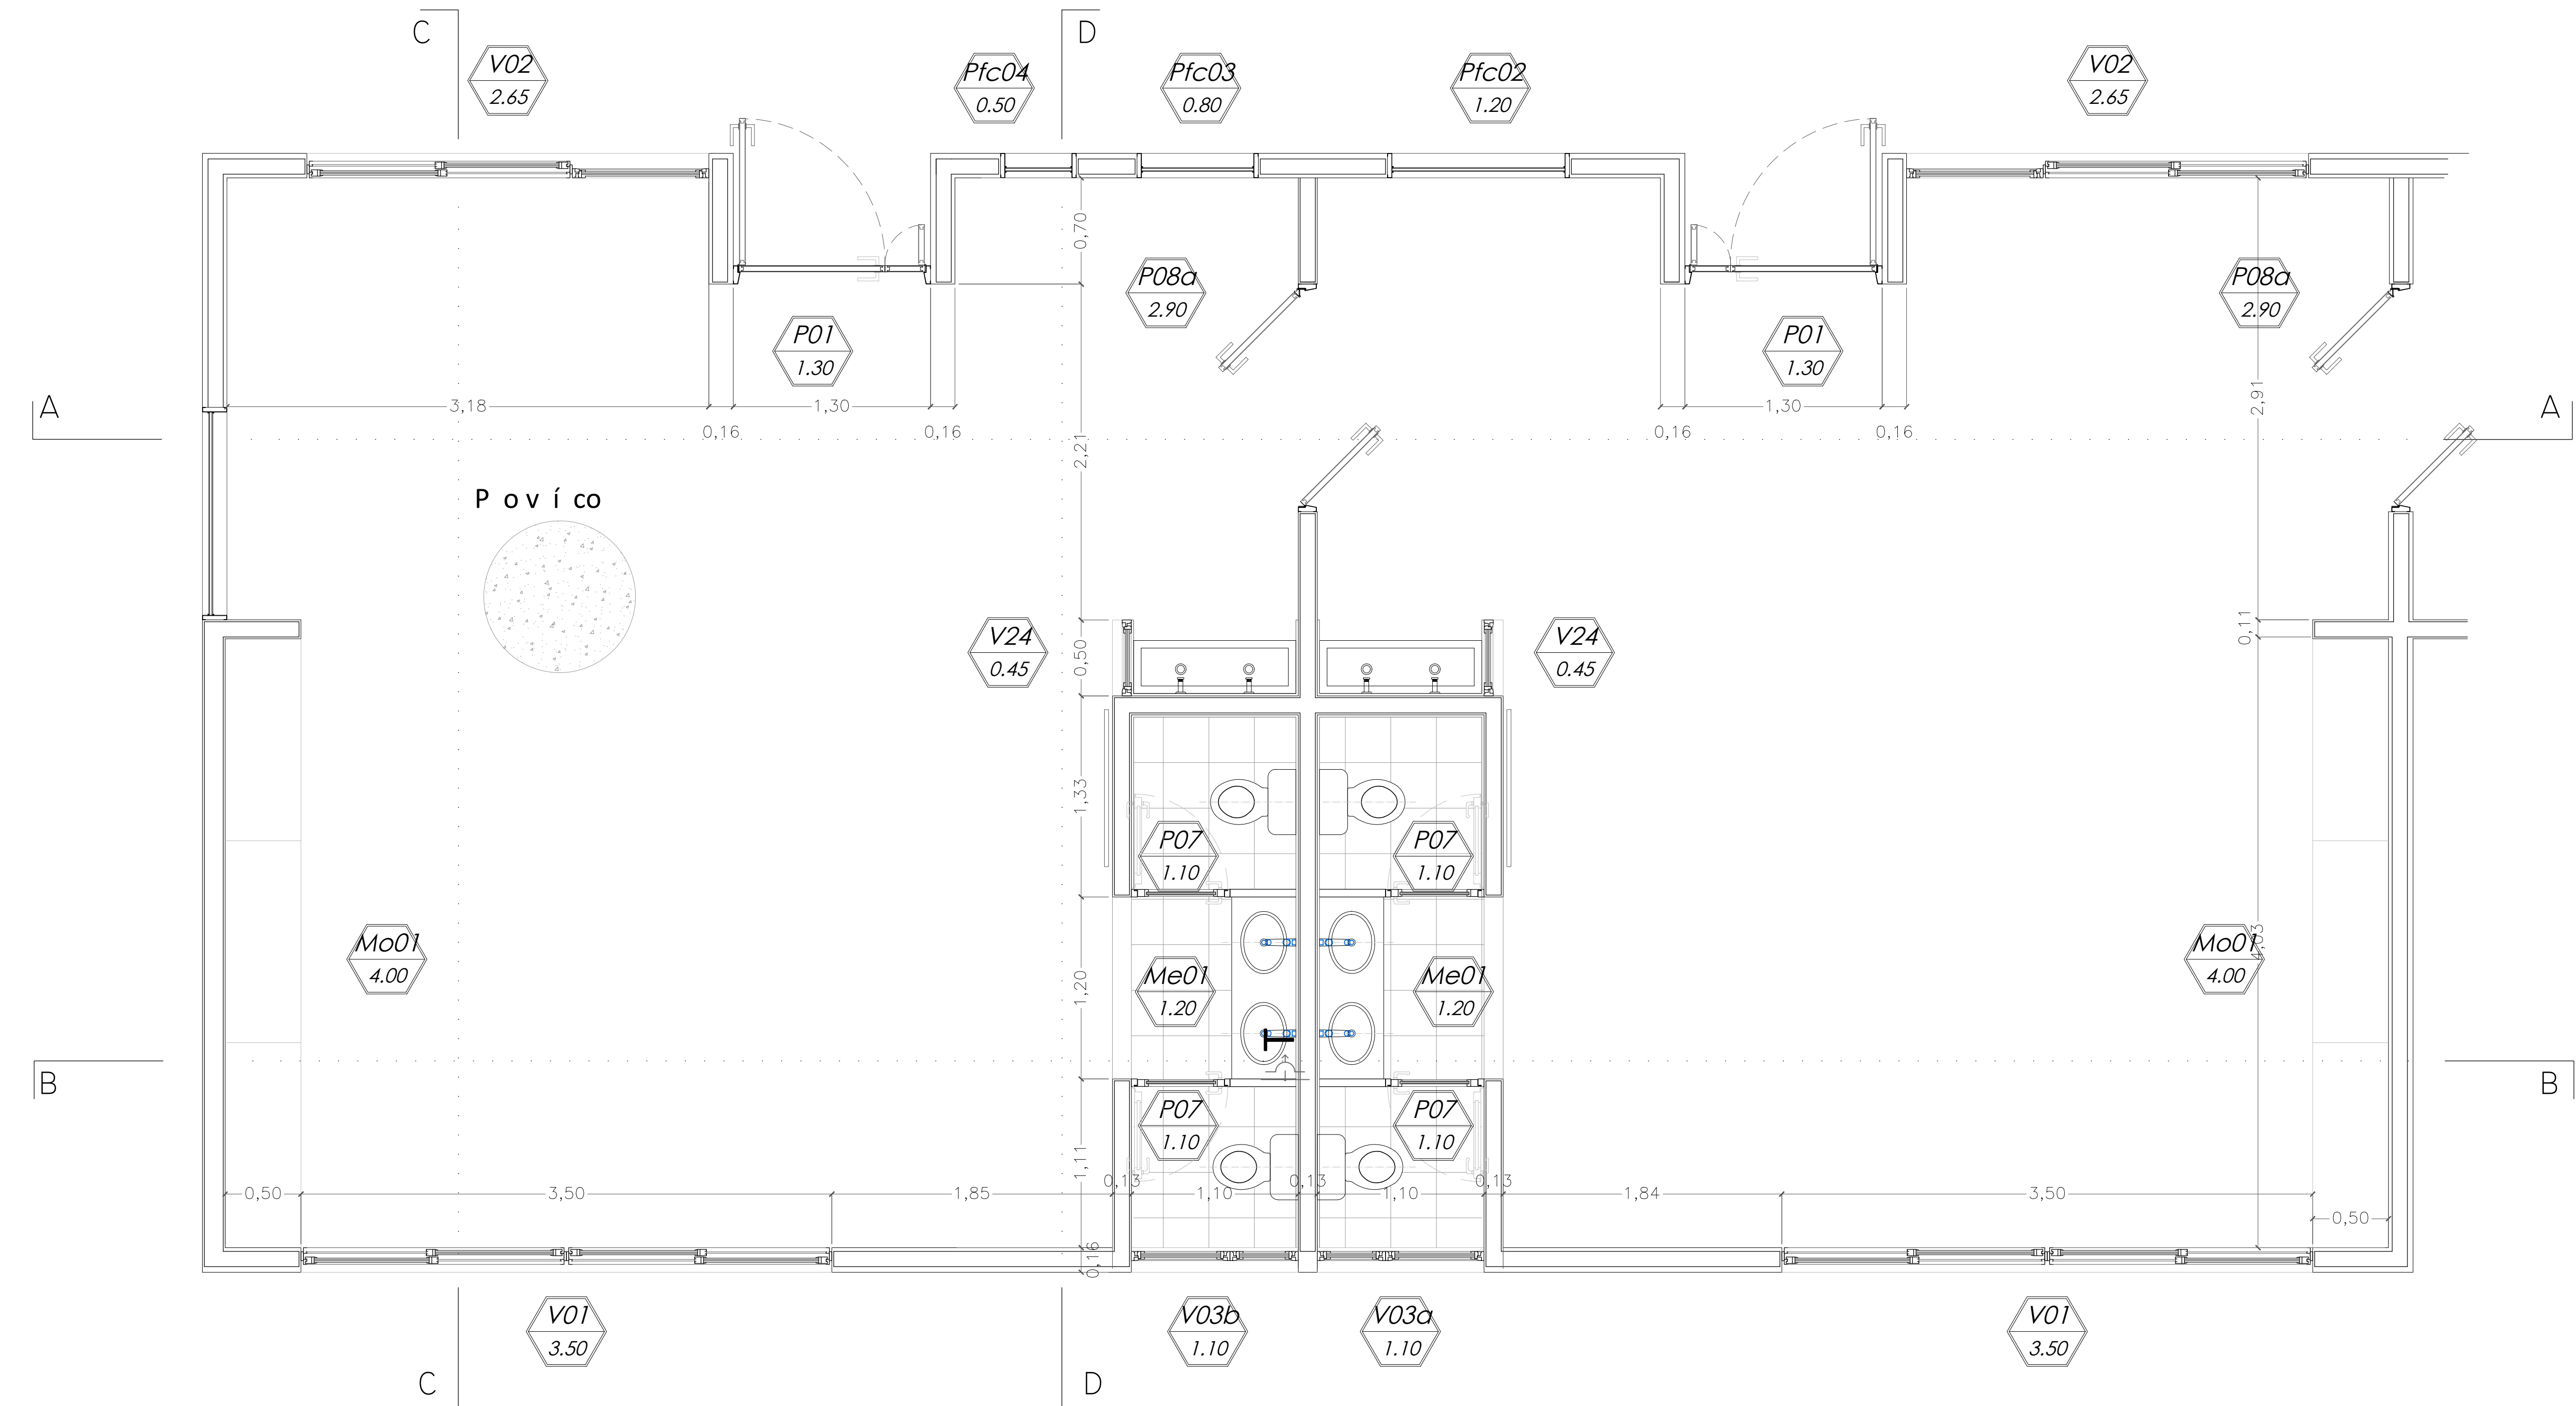 C
D
V02
2.65
Pfc04
0.50
Pfc03
0.80
Pfc02
1.20
V02
2.65
0,70
P08a
2.90
P08a
2.90
P01
1.30
P01
1.30
A
A
3,18
1,30
1,30
2,91
0,16
0,16
0,16
0,16
2,21
P o v í co
V24
0.45
V24
0.45
0,11
0,50
1,33
P07
1.10
P07
1.10
Mo01
4.00
Mo01
4.00
4,03
Me01
1.20
Me01
1.20
1,20
B
B
P07
1.10
P07
1.10
1,11
0,13
0,13
0,13
0,50
3,50
1,85
1,10
1,10
1,84
3,50
0,50
0,16
V01
3.50
V03b
1.10
V03a
1.10
V01
3.50
C
D